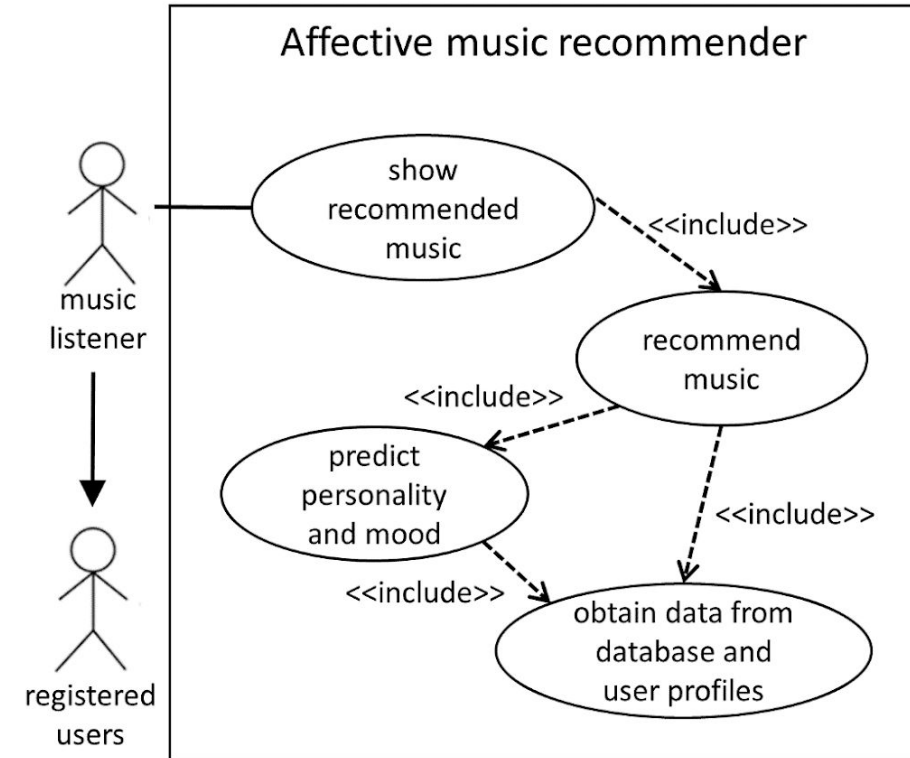 Affective music recommender
show
recommended
music
<<include>>
music
listener
recommend
music
<<include>>
predict
personality
and mood
<<include>>
<<include>>
obtain data from
database and
user profiles
registered
users